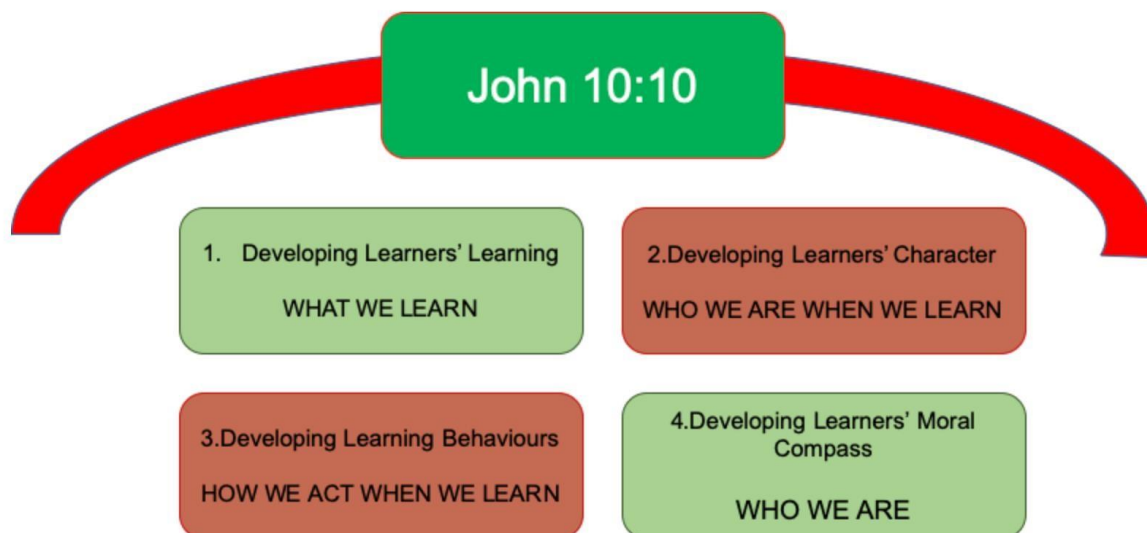 John 10:10
1. Developing Learners' Learning
WHAT WE LEARN
2.Developing Learners' Character
WHO WE ARE WHEN WE LEARN
3.Developing Learning Behaviours
HOW WE ACT WHEN WE LEARN
4.Developing Learners' Moral
Compass
WHO WE ARE